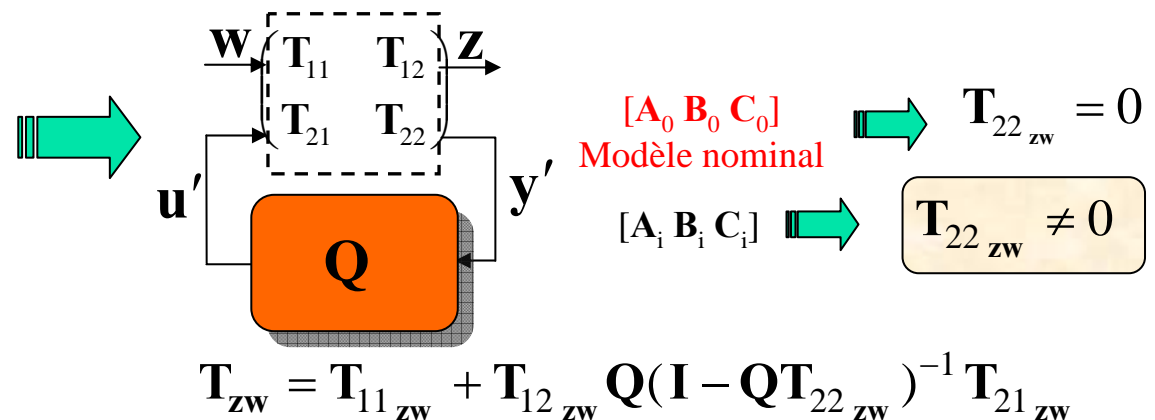 w z
T₁₁ T₁₂
T₂₁ T₂₂
u′ y′
Q
[A₀ B₀ C₀] T₂₂ zw = 0
Modèle nominal
[Aᵢ Bᵢ Cᵢ] T₂₂ zw ≠ 0
T_zw = T₁₁ zw + T₁₂ zw Q(I − QT₂₂ zw)⁻¹ T₂₁ zw